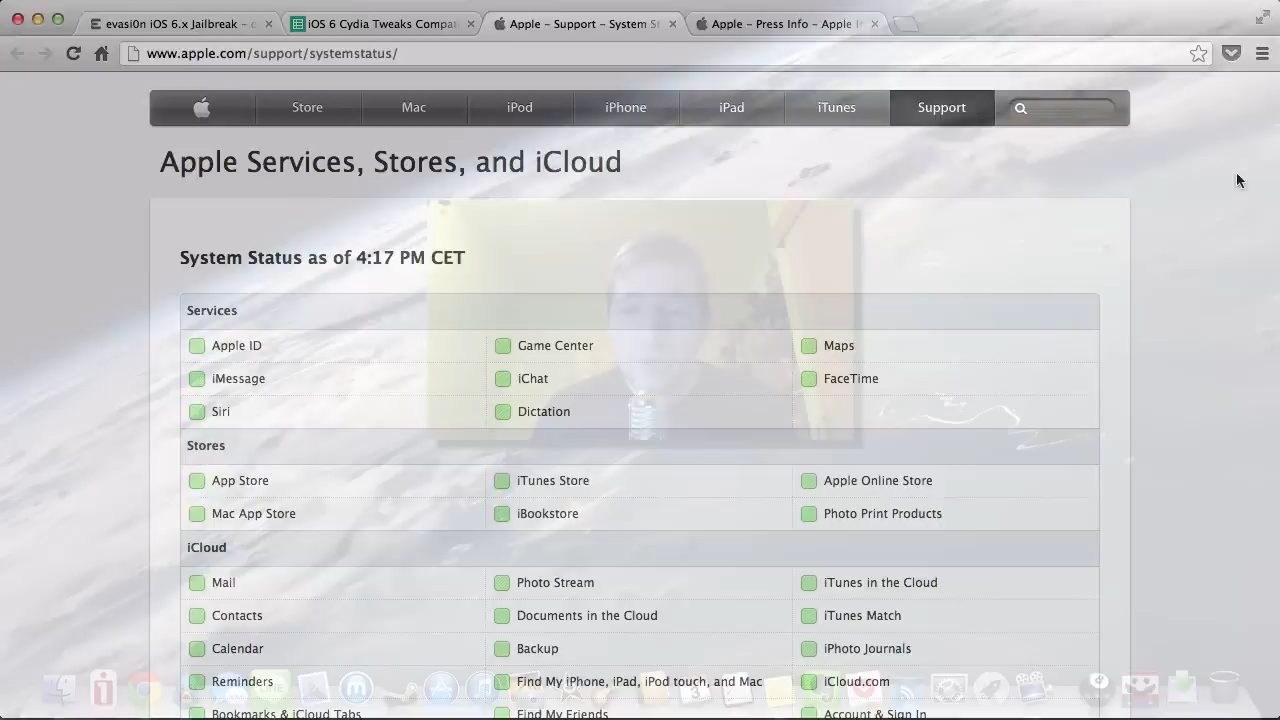 evasi0n iOS 6.x Jailbreak –
iOS 6 Cydia Tweaks Compat
Apple – Support – System St
Apple – Press Info – Apple
www.apple.com/support/systemstatus/
Store
Mac
iPod
iPhone
iPad
iTunes
Support
Apple Services, Stores, and iCloud
System Status as of 4:17 PM CET
Services
Apple ID
Game Center
Maps
iMessage
iChat
FaceTime
Siri
Dictation
Stores
App Store
iTunes Store
Apple Online Store
Mac App Store
iBookstore
Photo Print Products
iCloud
Mail
Photo Stream
iTunes in the Cloud
Contacts
Documents in the Cloud
iTunes Match
Calendar
Backup
iPhoto Journals
Reminders
Find My iPhone, iPad, iPod touch, and Mac
iCloud.com
Bookmarks & iCloud Tabs
Find My Friends
Account & Sign In